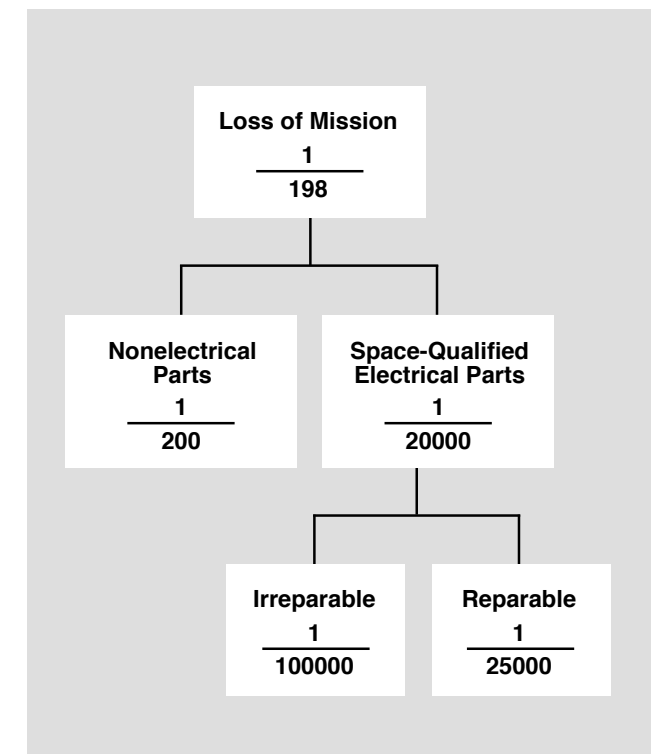 Loss of Mission
1
198
Nonelectrical
Parts
1
200
Space-Qualified
Electrical Parts
1
20000
Irreparable
1
100000
Reparable
1
25000